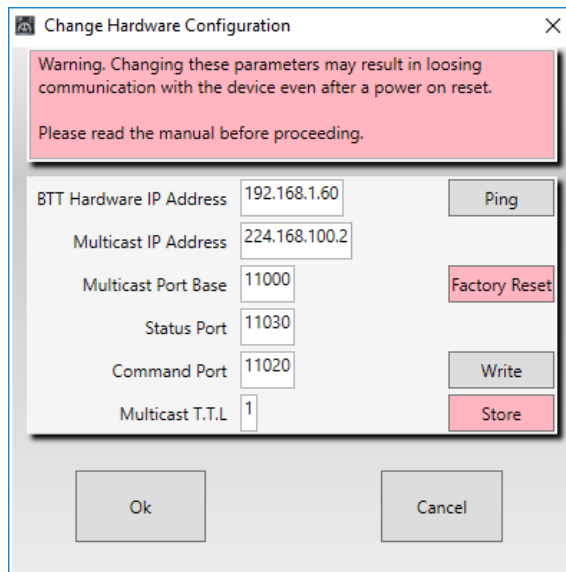 Change Hardware Configuration
Warning. Changing these parameters may result in loosing
communication with the device even after a power on reset.
Please read the manual before proceeding.
BTT Hardware IP Address 192.168.1.60 Ping
Multicast IP Address 224.168.100.2
Multicast Port Base 11000 Factory Reset
Status Port 11030
Command Port 11020 Write
Multicast T.T.L 1 Store
Ok Cancel